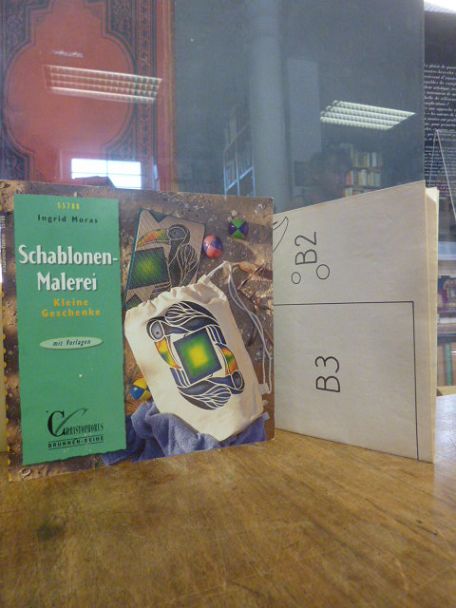 55788
Ingrid Moras
Schablonen-
Malerei
Kleine
Geschenke
mit Vorlagen
CHRISTOPHORUS
BRUNNEN-REIHE
B2
B3